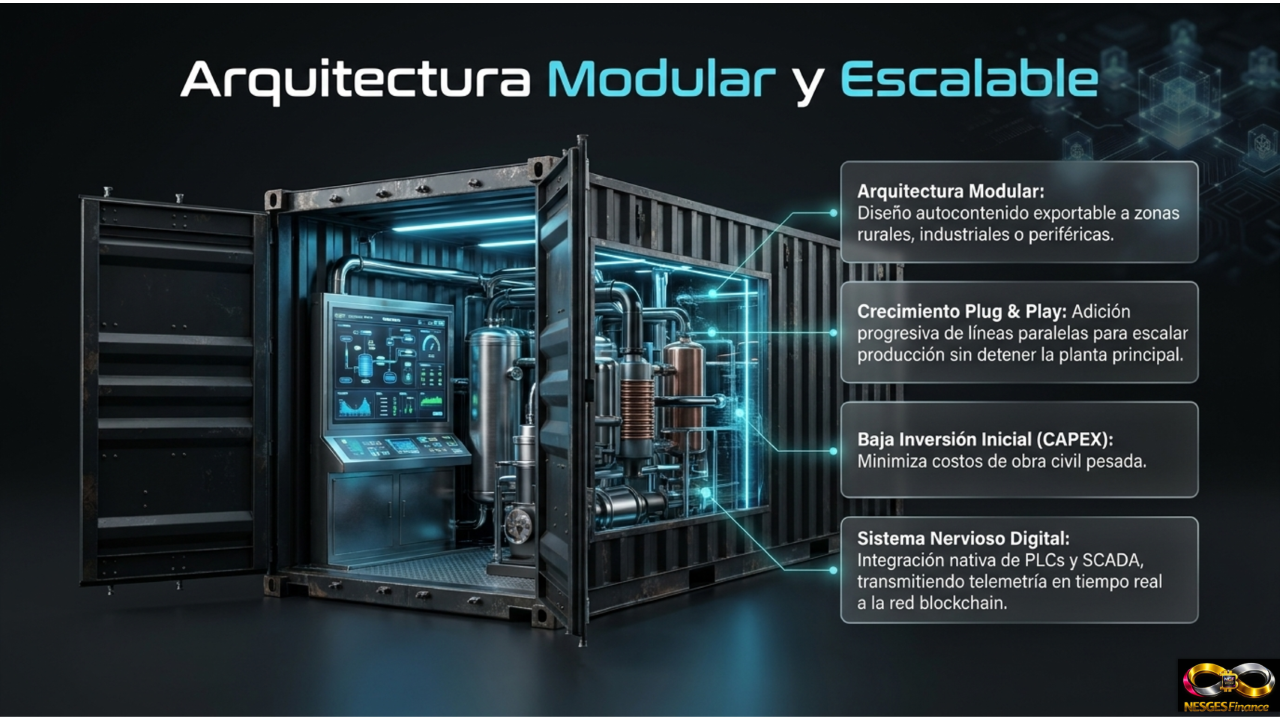 Arquitectura Modular y Escalable
Arquitectura Modular:
Diseño autocontenido exportable a zonas
rurales, industriales o periféricas.
Crecimiento Plug & Play: Adición
progresiva de líneas paralelas para escalar
producción sin detener la planta principal.
Baja Inversión Inicial (CAPEX):
Minimiza costos de obra civil pesada.
Sistema Nervioso Digital:
Integración nativa de PLCs y SCADA,
transmitiendo telemetría en tiempo real
a la red blockchain.
NESGES Finance